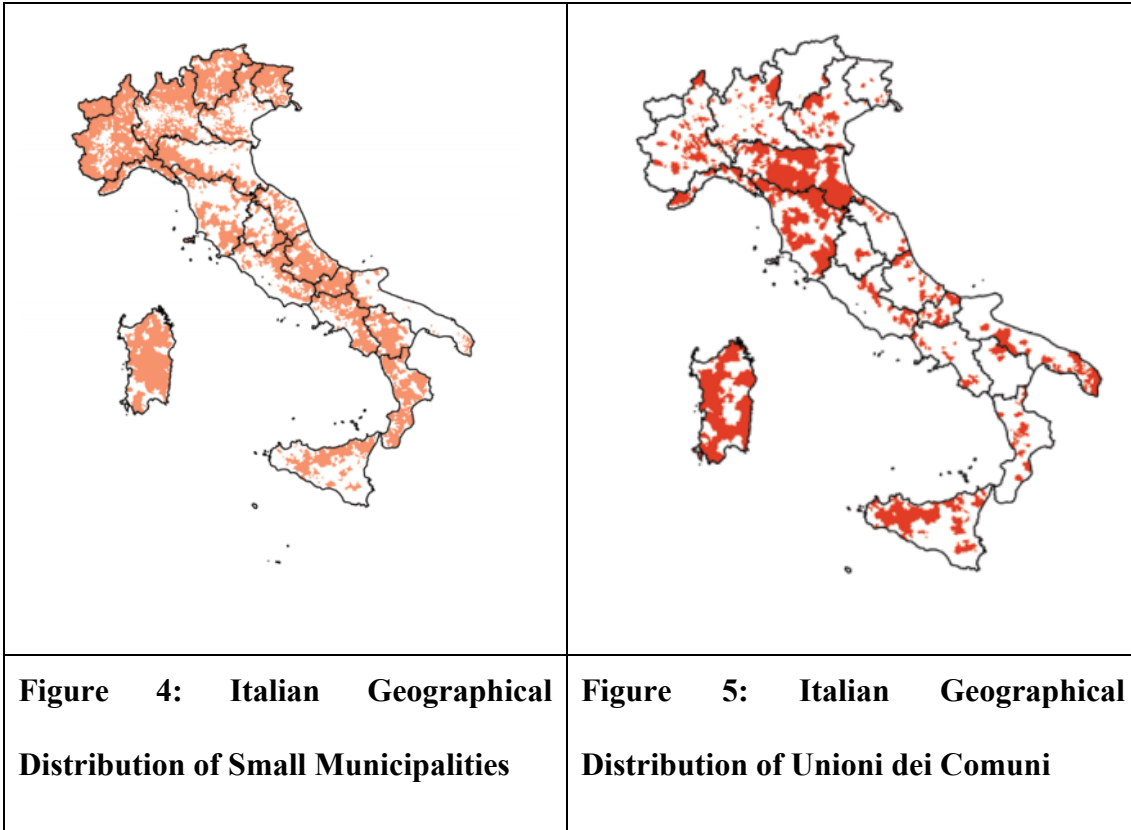 Figure 4: Italian Geographical
Distribution of Small Municipalities
Figure 5: Italian Geographical
Distribution of Unioni dei Comuni